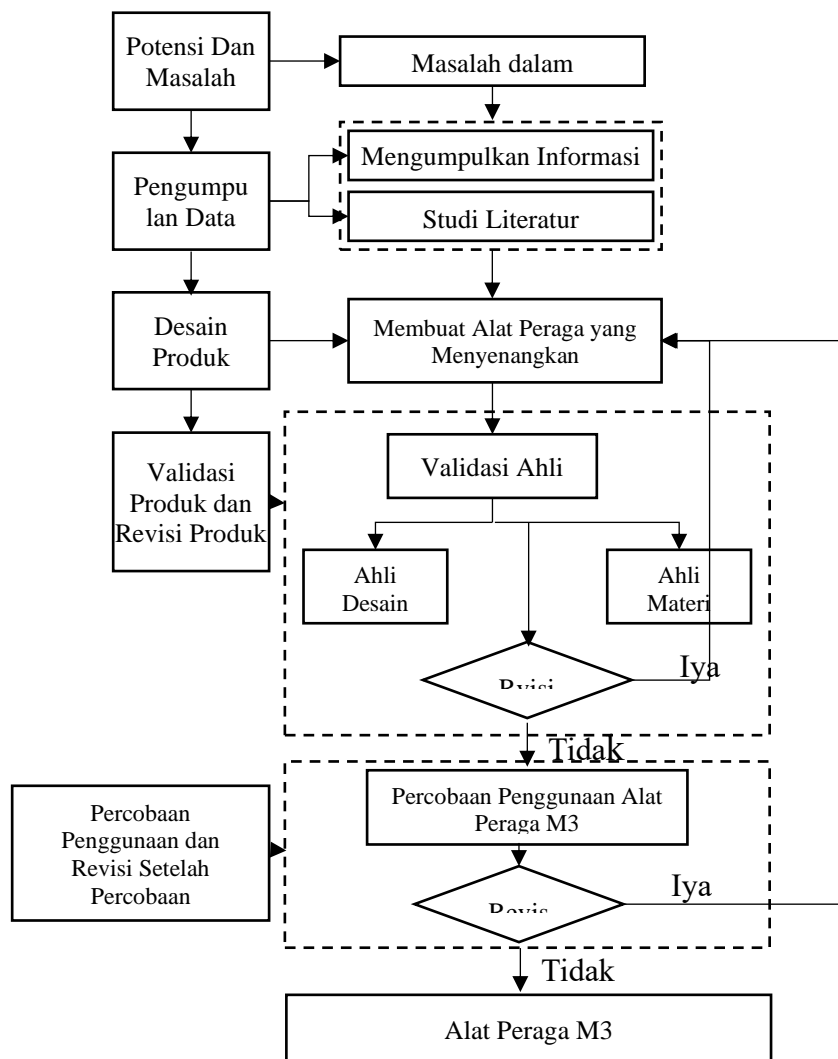 Potensi Dan
Masalah
Masalah dalam
Pengumpu
lan Data
Mengumpulkan Informasi
Studi Literatur
Desain
Produk
Membuat Alat Peraga yang
Menyenangkan
Validasi
Produk dan
Revisi Produk
Validasi Ahli
Ahli
Desain
Ahli
Materi
Rvisi
Iya
Tidak
Percobaan
Penggunaan dan
Revisi Setelah
Percobaan
Percobaan Penggunaan Alat
Peraga M3
Revis
Iya
Tidak
Alat Peraga M3